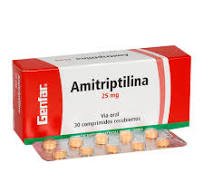 Genfar
Amitriptilina
25 mg
Vía oral
30 comprimidos recubiertos